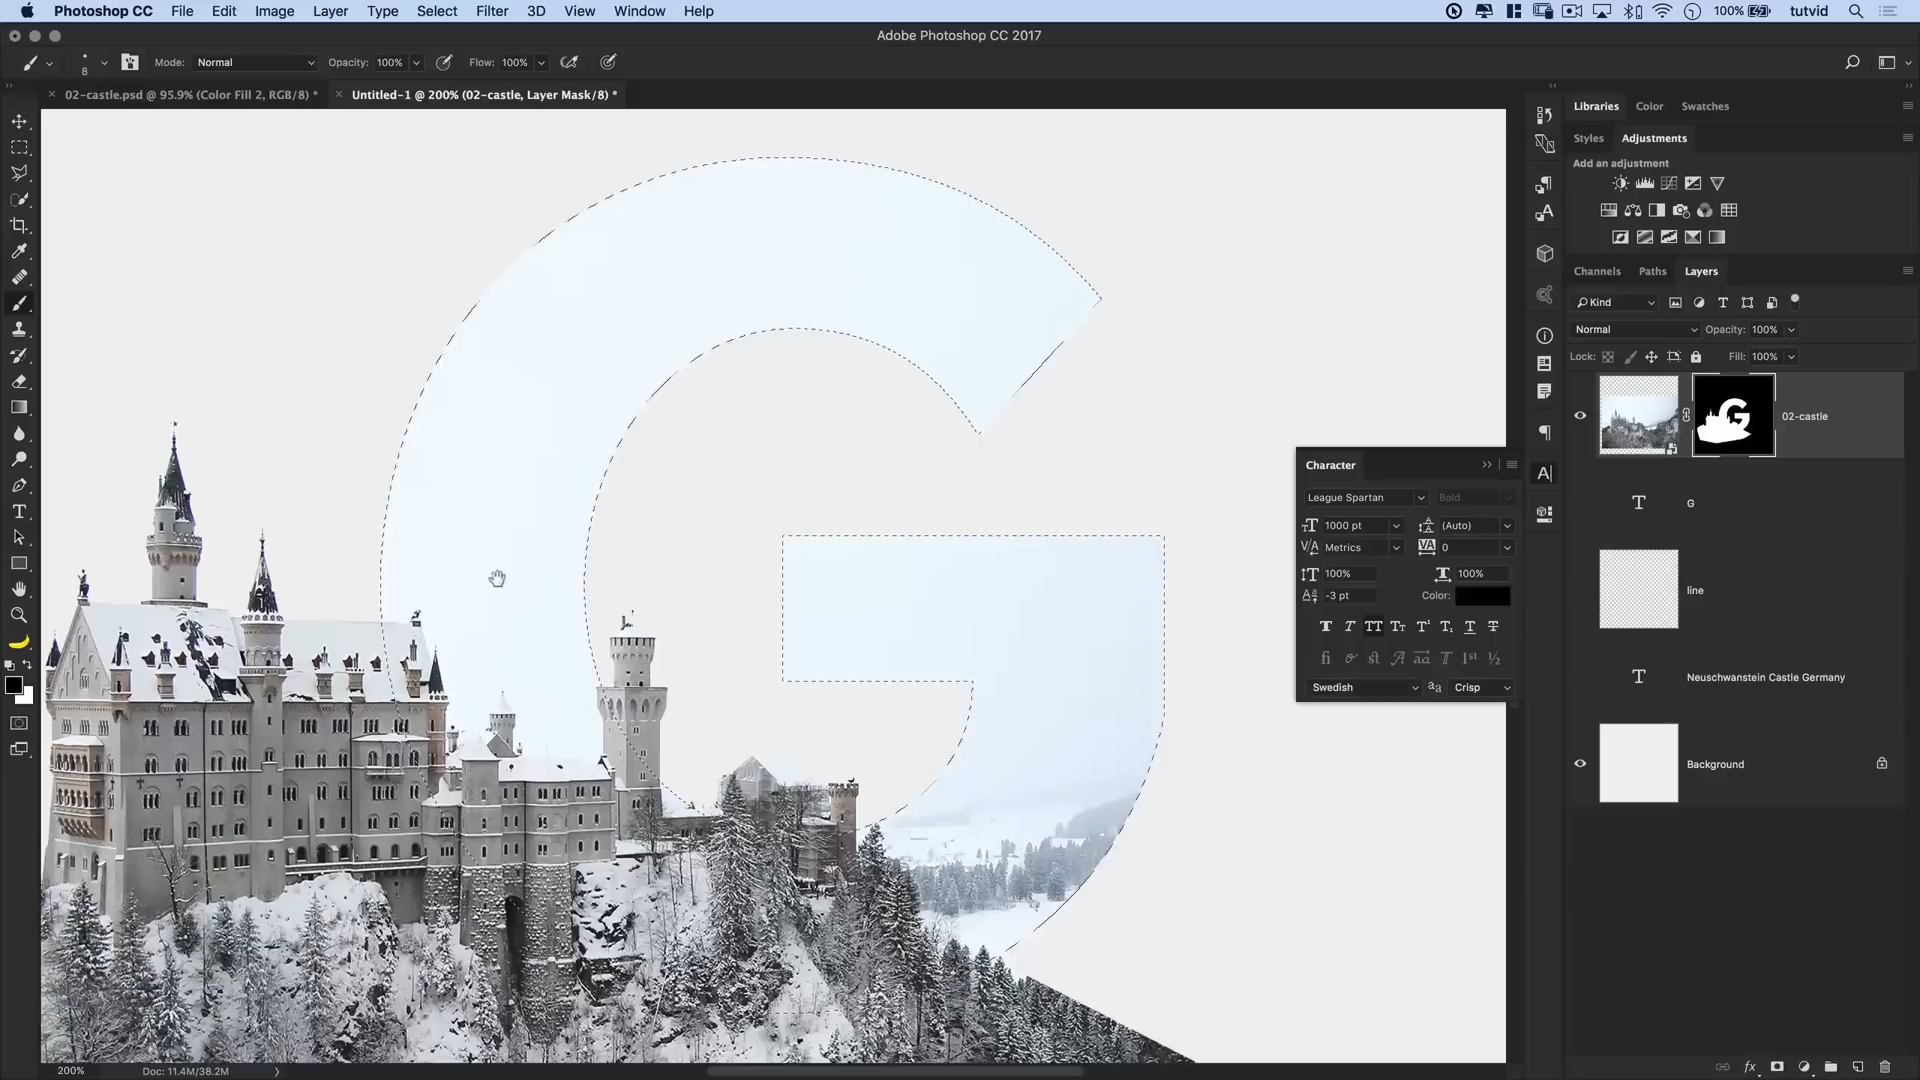 Photoshop CC File Edit Image Layer Type Select Filter 3D View Window Help 100% tutvid
Adobe Photoshop CC 2017
8 Mode: Normal Opacity: 100% Flow: 100%
02-castle.psd @ 95.9% (Color Fill 2, RGB/8) * Untitled-1 @ 200% (02-castle, Layer Mask/8) *
Libraries Color Swatches
Styles Adjustments
Add an adjustment
Channels Paths Layers
Kind
Normal Opacity: 100%
Lock: Fill: 100%
02-castle
G
line
Neuschwanstein Castle Germany
Background
Character
League Spartan Bold
1000 pt (Auto)
Metrics 0
100% 100%
-3 pt Color:
Swedish Crisp
200% Doc: 11.4M/38.2M